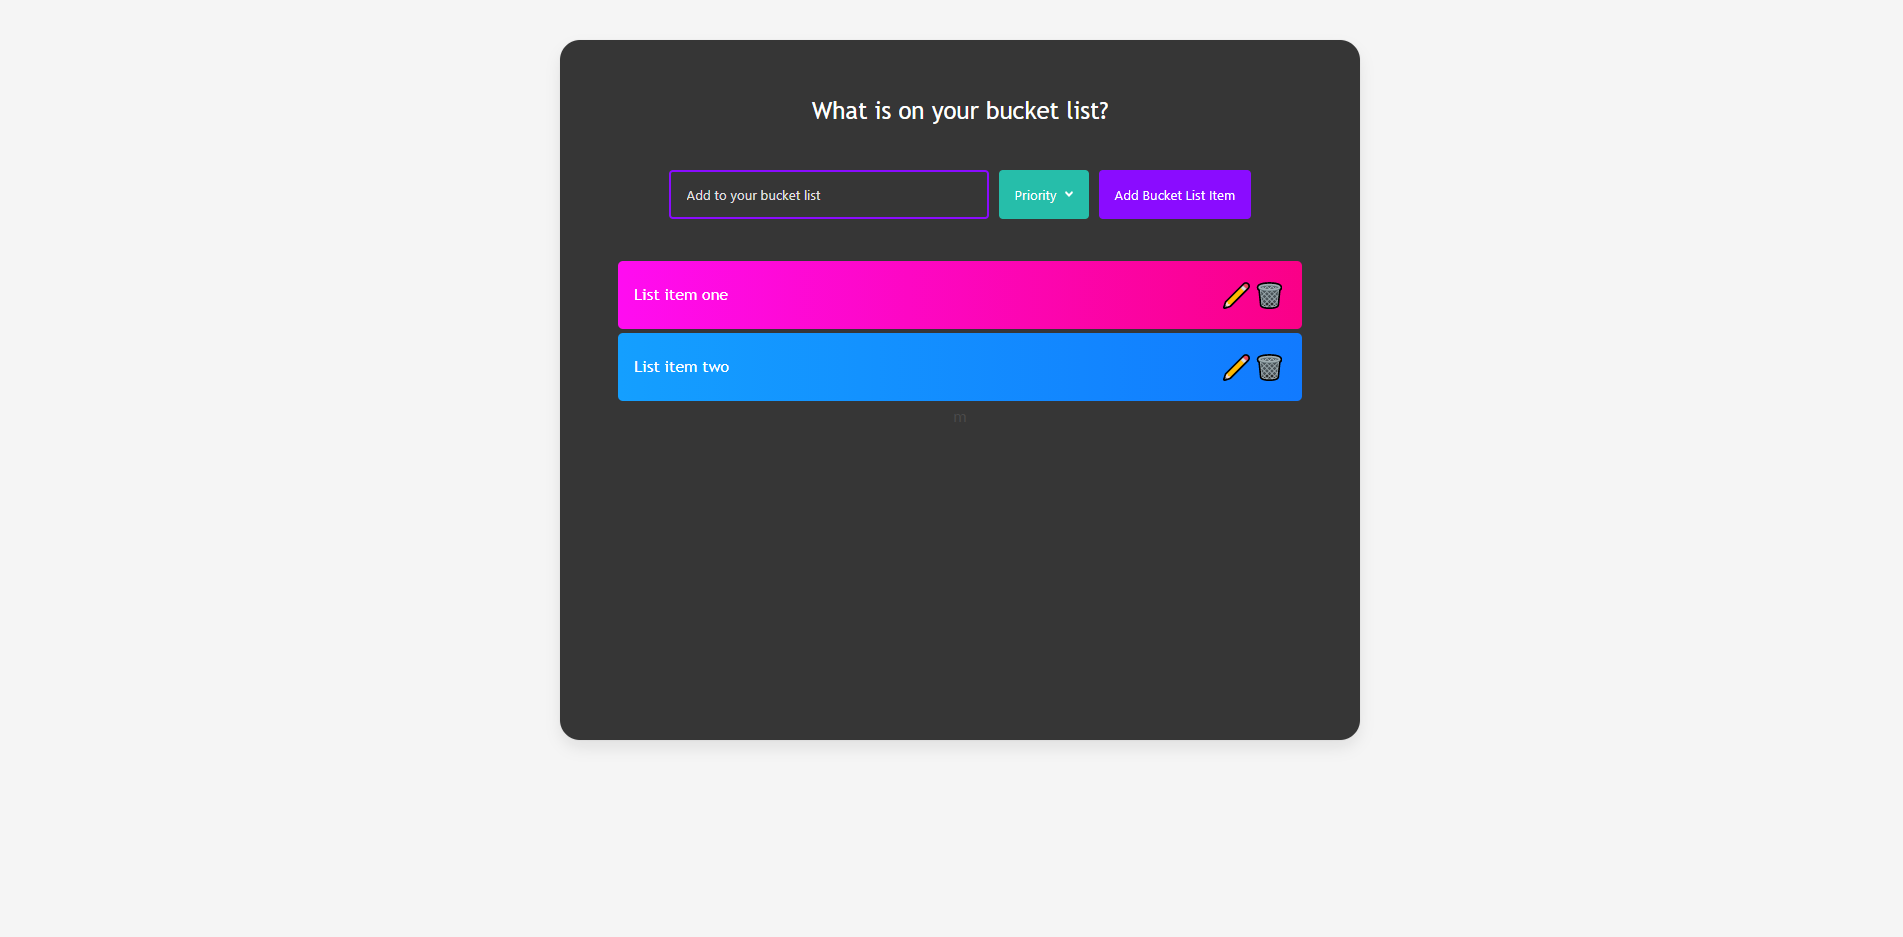 What is on your bucket list?
Add to your bucket list
Priority
Add Bucket List Item
List item one
List item two
m